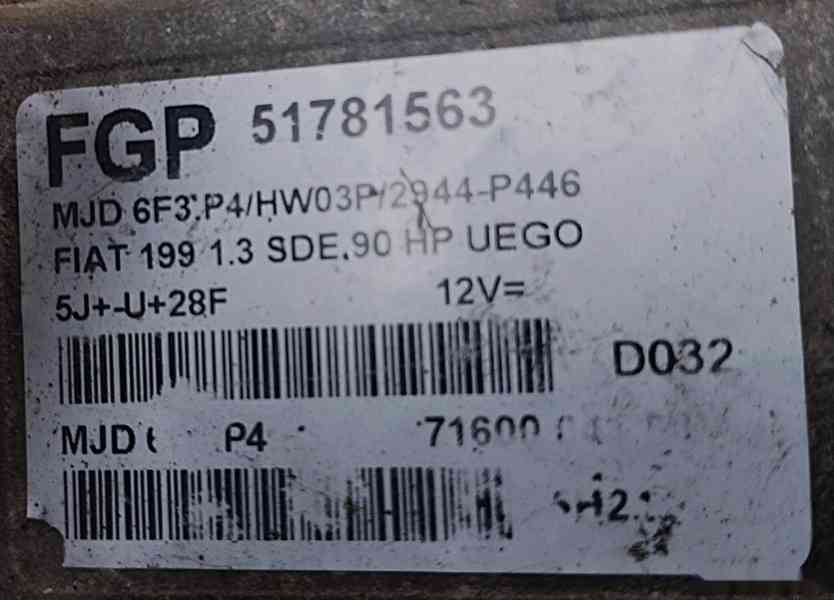 FGP 51781563
MJD 6F3.P4/HW03P/2944-P446
FIAT 199 1.3 SDE.90 HP UEGO
5J+-U+28F 12V=
D032
MJD P4